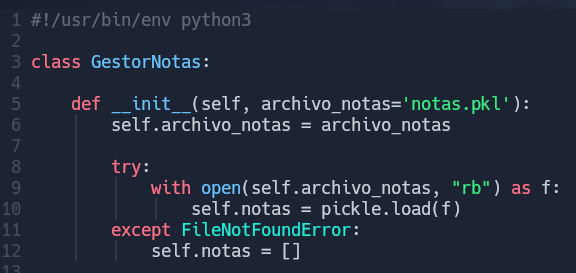 1 #!/usr/bin/env python3
2
3 class GestorNotas:
4
5     def __init__(self, archivo_notas='notas.pkl'):
6         self.archivo_notas = archivo_notas
7
8         try:
9             with open(self.archivo_notas, "rb") as f:
10                 self.notas = pickle.load(f)
11         except FileNotFoundError:
12             self.notas = []
13